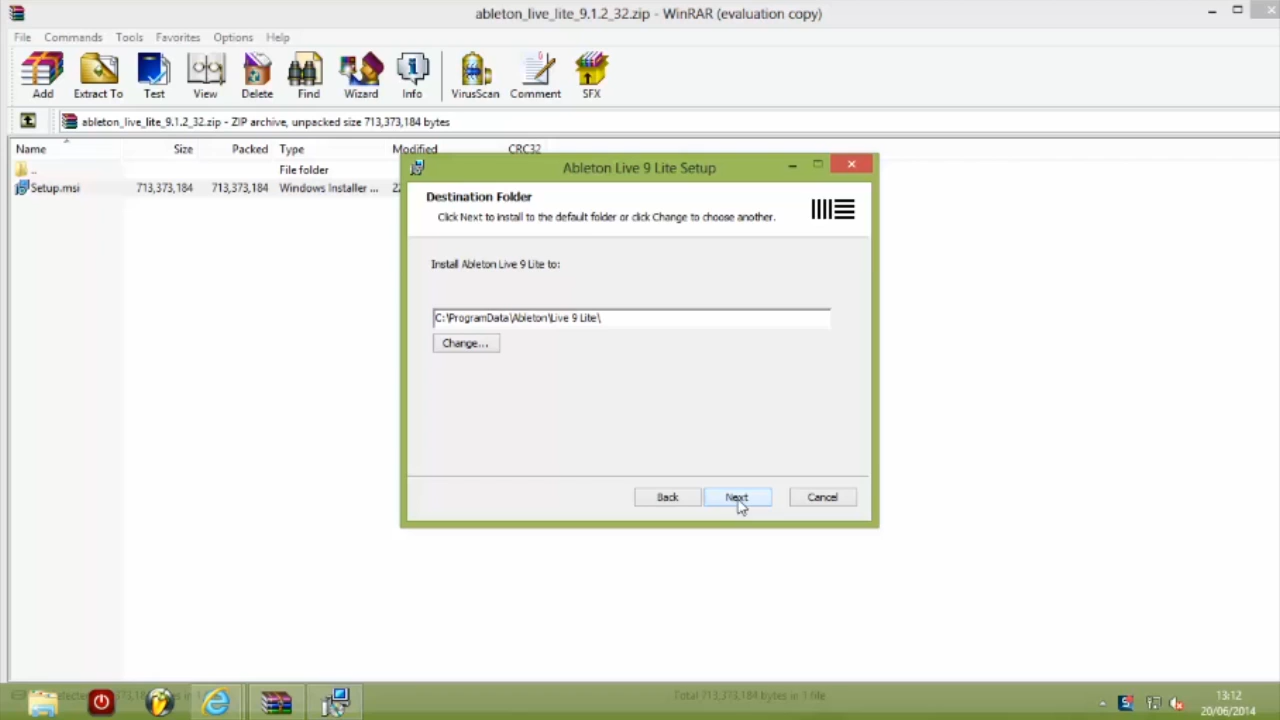 ableton_live_lite_9.1.2_32.zip - WinRAR (evaluation copy)
File Commands Tools Favorites Options Help
Add Extract To Test View Delete Find Wizard Info VirusScan Comment SFX
ableton_live_lite_9.1.2_32.zip - ZIP archive, unpacked size 713,373,184 bytes
Name Size Packed Type Modified CRC32
.. File folder
Setup.msi 713,373,184 713,373,184 Windows Installer ... 22
Ableton Live 9 Lite Setup
Destination Folder
Click Next to install to the default folder or click Change to choose another.
Install Ableton Live 9 Lite to:
C:\ProgramData\Ableton\Live 9 Lite\
Change...
Back Next Cancel
Total 713,373,184 bytes in 1 file
13:12
20/06/2014